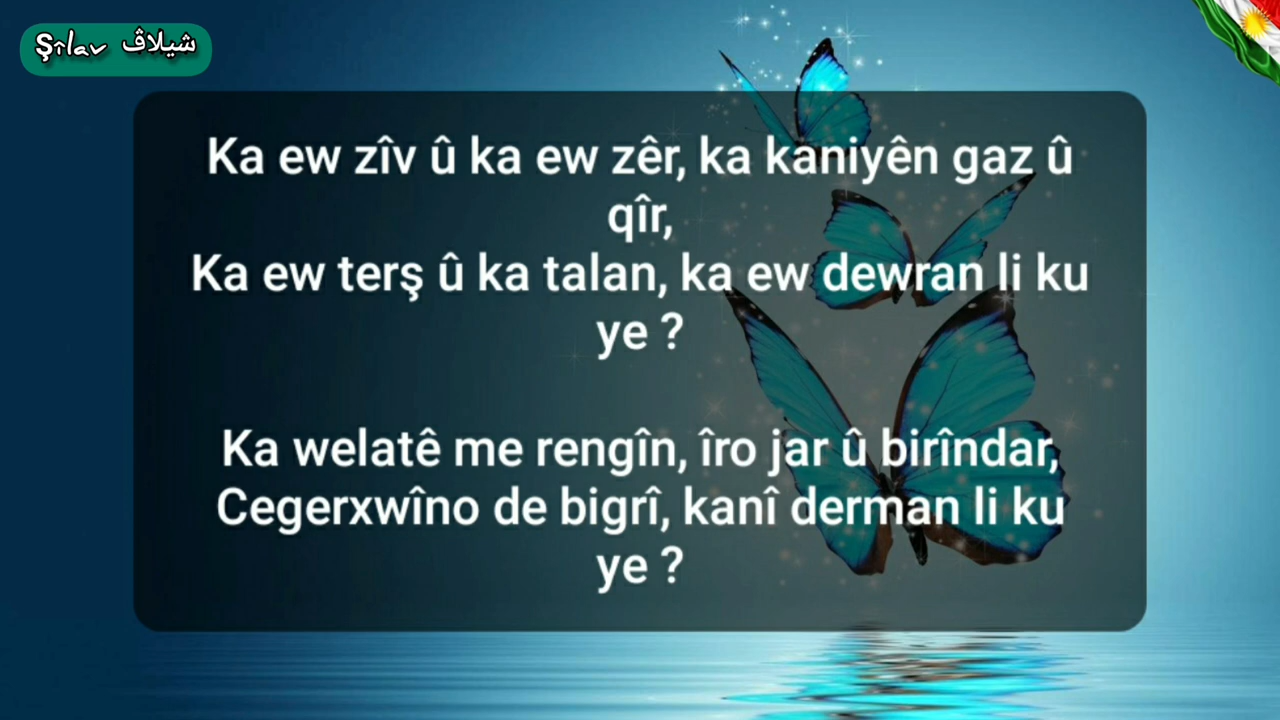 Şîlav شيلاڤ
Ka ew zîv û ka ew zêr, ka kaniyên gaz û
qîr,
Ka ew terş û ka talan, ka ew dewran li ku
ye ?
Ka welatê me rengîn, îro jar û birîndar,
Cegerxwîno de bigrî, kanî derman li ku
ye ?